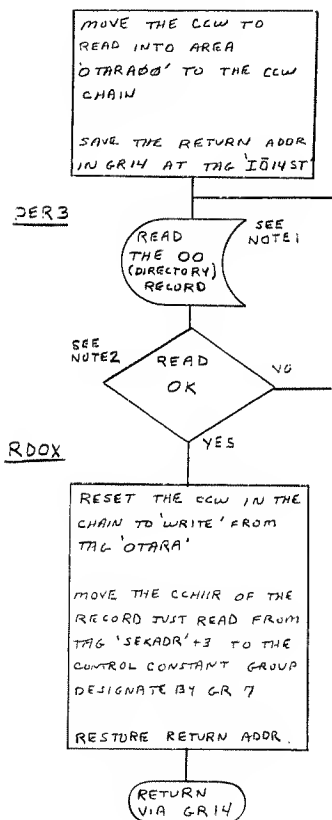 MOVE THE CCW TO
READ INTO AREA
'OTARA00' TO THE CCW
CHAIN
SAVE THE RETURN ADDR
IN GR14 AT TAG 'IO14ST'
DER3
READ
THE 00
(DIRECTORY)
RECORD
SEE
NOTE1
SEE
NOTE2
READ
OK
NO
YES
RDOX
RESET THE CCW IN THE
CHAIN TO 'WRITE' FROM
TAG 'OTARA'
MOVE THE CCHHR OF THE
RECORD JUST READ FROM
TAG 'SEKADR'+3 TO THE
CONTROL CONSTANT GROUP
DESIGNATE BY GR 7
RESTORE RETURN ADDR.
RETURN
VIA GR14